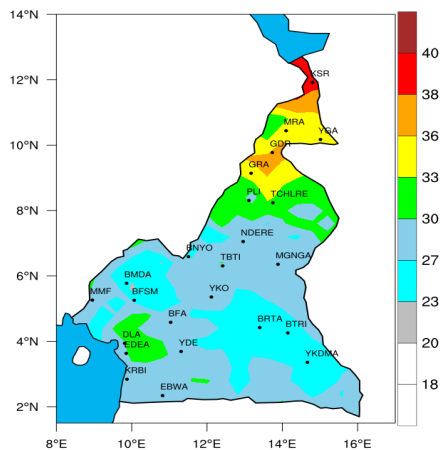 14°N
12°N
10°N
8°N
6°N
4°N
2°N
8°E
10°E
12°E
14°E
16°E
KSR
MRA
YGA
GDR
GRA
PLI
TCHLRE
NDERE
BNYO
TBTI
MGNGA
BMDA
MMF
BFSM
YKO
BFA
BRTA
BTRI
DLA
EDEA
YDE
YKDMA
KRBI
EBWA
40
38
36
33
30
27
23
20
18